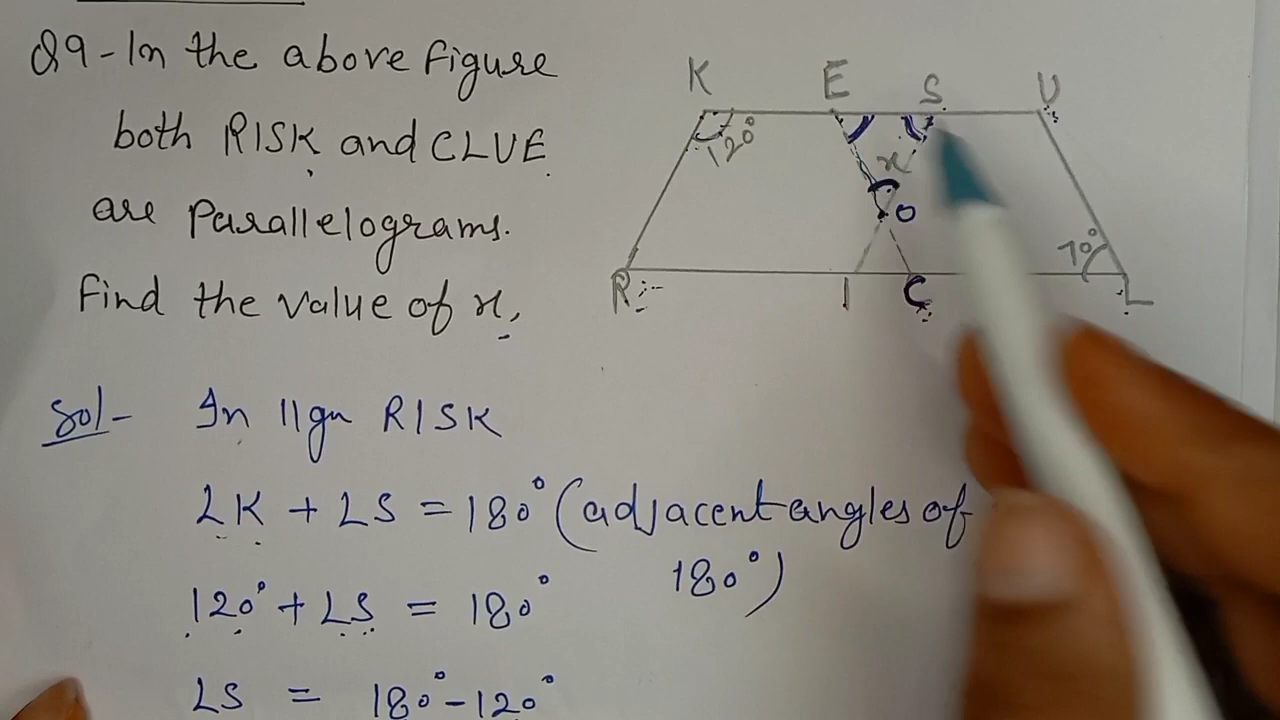 Q9-In the above figure
both RISK and CLUE
are Parallelograms.
Find the value of x.
K E S U
120°
x
O
70°
R I C L
Sol- In ||gm RISK
∠K + ∠S = 180° (adjacent angles of
180°)
120° + ∠S = 180°
∠S = 180° - 120°